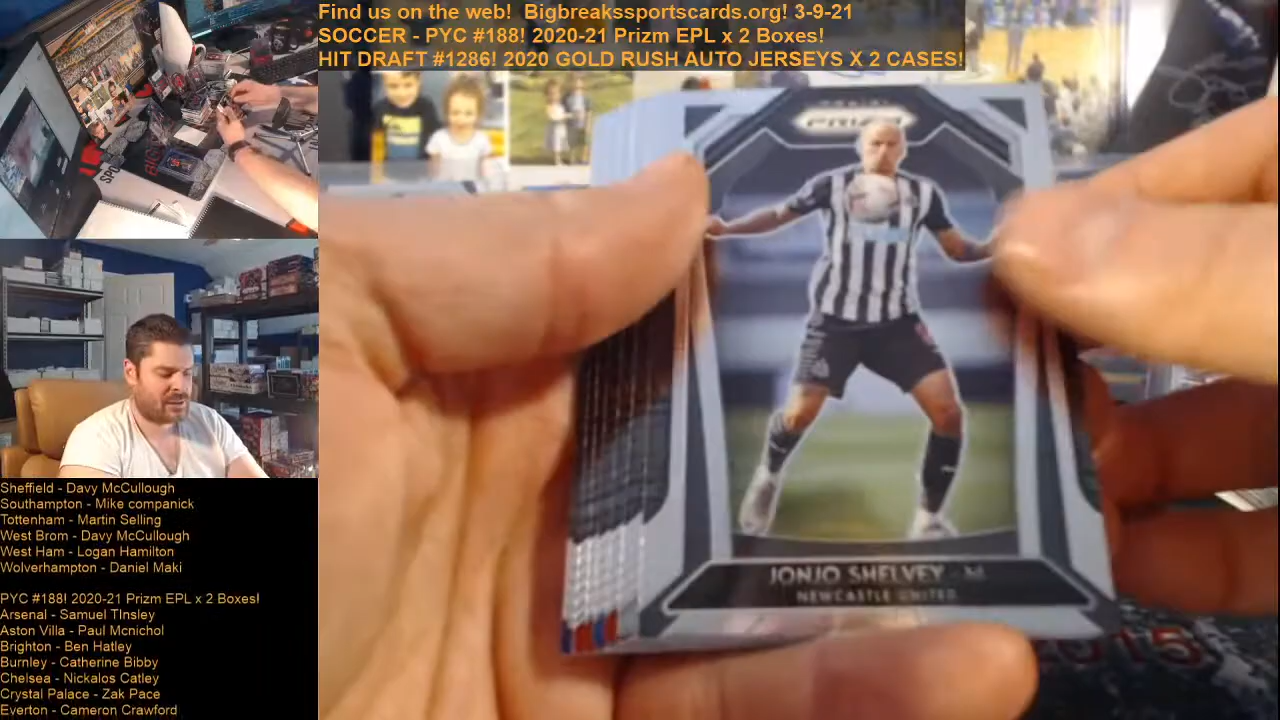 Find us on the web!  Bigbreakssportscards.org! 3-9-21
SOCCER - PYC #188! 2020-21 Prizm EPL x 2 Boxes!
HIT DRAFT #1286! 2020 GOLD RUSH AUTO JERSEYS X 2 CASES!
PRIZM
JONJO SHELVEY
NEWCASTLE UNITED
2015
Sheffield - Davy McCullough
Southampton - Mike companick
Tottenham - Martin Selling
West Brom - Davy McCullough
West Ham - Logan Hamilton
Wolverhampton - Daniel Maki
PYC #188! 2020-21 Prizm EPL x 2 Boxes!
Arsenal - Samuel TInsley
Aston Villa - Paul Mcnichol
Brighton - Ben Hatley
Burnley - Catherine Bibby
Chelsea - Nickalos Catley
Crystal Palace - Zak Pace
Everton - Cameron Crawford